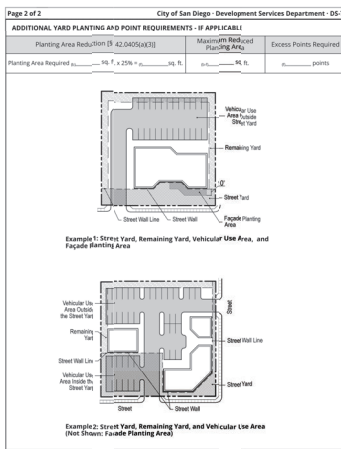 Page 2 of 2
City of San Diego · Development Services Department · DS-
ADDITIONAL YARD PLANTING AND POINT REQUIREMENTS - IF APPLICABLE
Planting Area Reduction [§ 142.0405(a)(3)]
Maximum Reduced
Planting Area
Excess Points Required
Planting Area Required sq. ft. x 25% = sq. ft.
sq. ft.
points
Vehicular Use
Area Outside
Street Yard
Remaining Yard
Street Yard
Street Wall Line
Street Wall
Façade Planting
Area
Example 1: Street Yard, Remaining Yard, Vehicular Use Area, and
Façade Planting Area
Vehicular Use
Area Outside
the Street Yard
Remaining
Yard
Street Wall Line
Vehicular Use
Area Inside the
Street Yard
Street
Street Wall Line
Street Yard
Street
Street Wall
Street
Example2: Street Yard, Remaining Yard, and Vehicular Use Area
(Not Shown: Façade Planting Area)